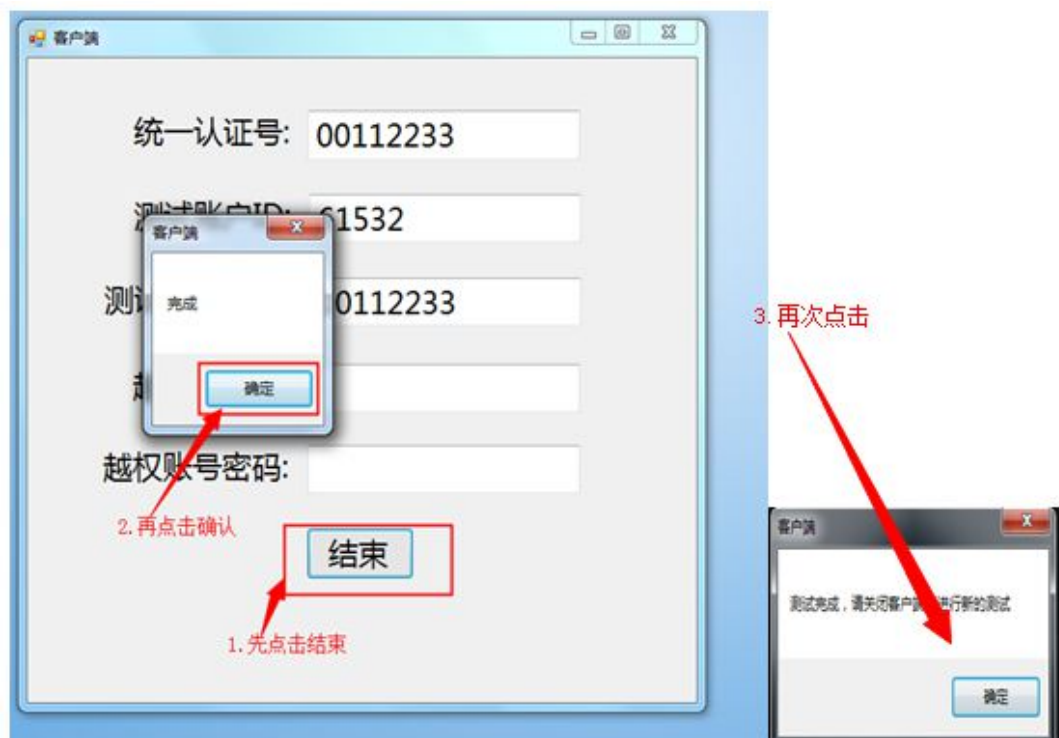 客户端
统一认证号: 00112233
测试账户ID: 61532
客户端
测 0112233
完成
3.再次点击
确定
越权账号密码:
2.再点击确认
客户端
结束
测试完成，请关闭客户端 进行新的测试
1.先点击结束
确定